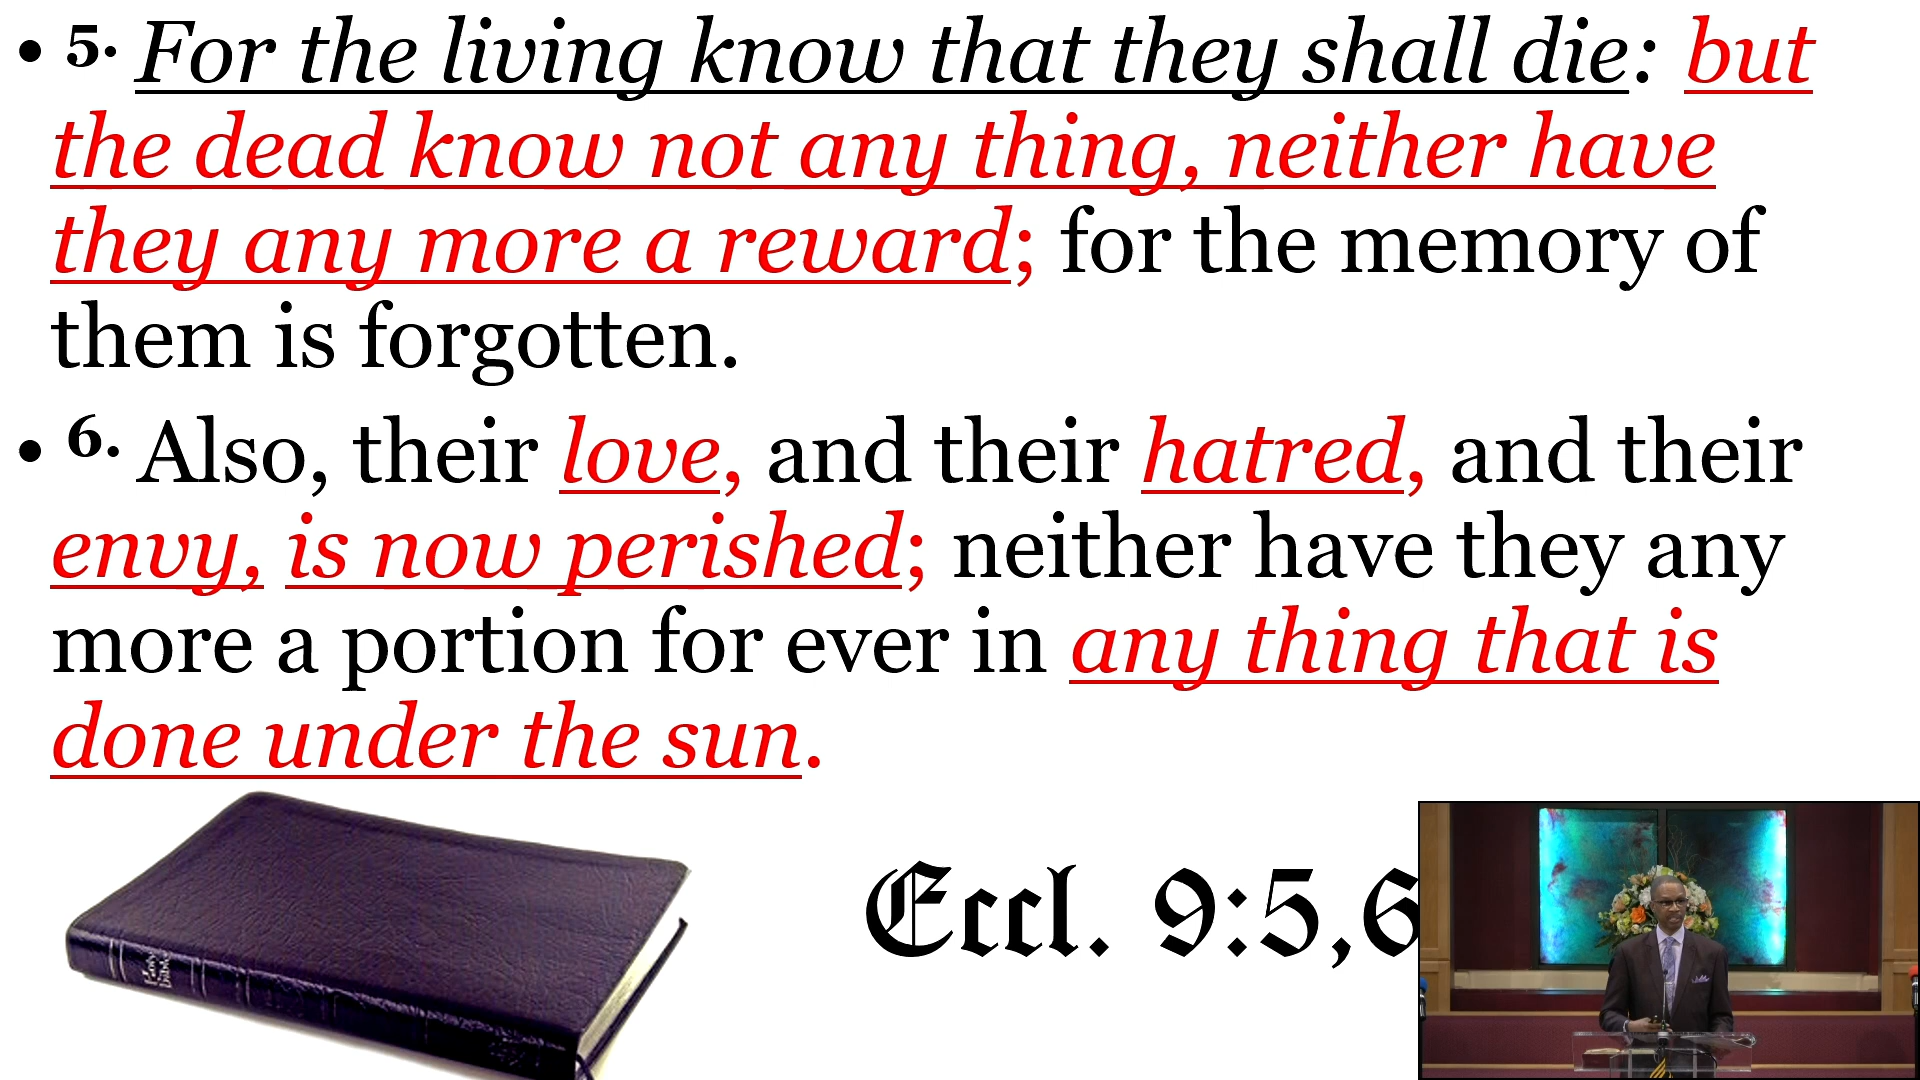 • 5. For the living know that they shall die: but
the dead know not any thing, neither have
they any more a reward; for the memory of
them is forgotten.
• 6. Also, their love, and their hatred, and their
envy, is now perished; neither have they any
more a portion for ever in any thing that is
done under the sun.
Holy
Bible
Eccl. 9:5,6